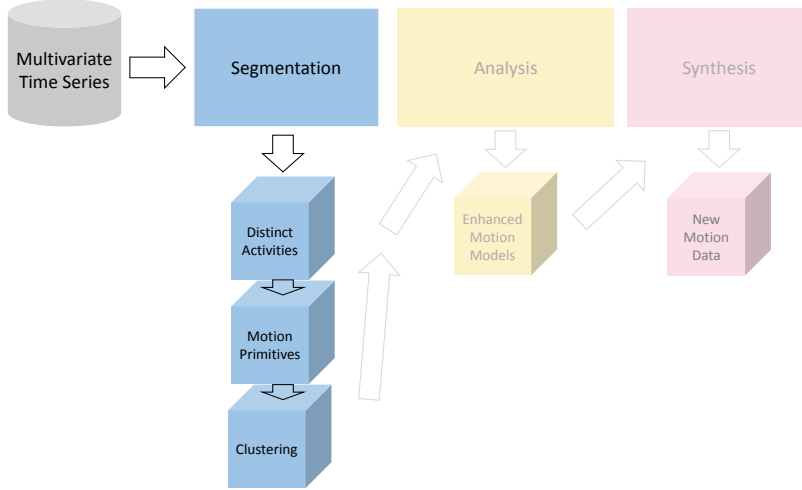 Multivariate
Time Series
Segmentation
Analysis
Synthesis
Distinct
Activities
Motion
Primitives
Clustering
Enhanced
Motion
Models
New
Motion
Data